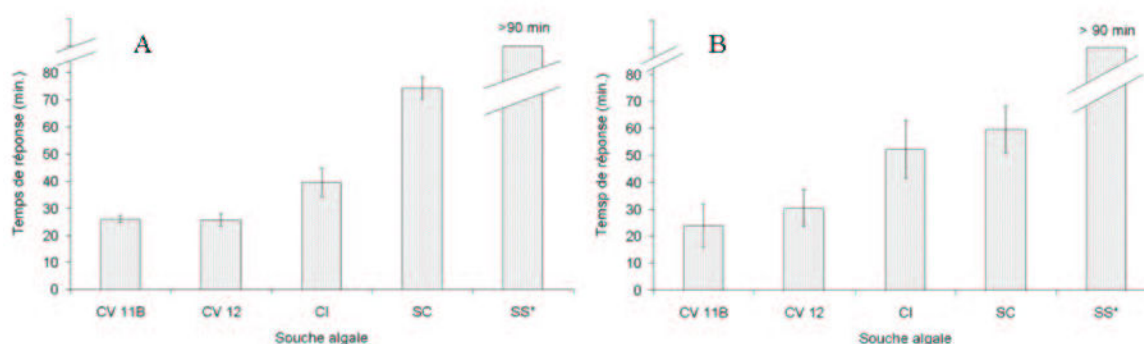 A
>90 min
Temps de réponse (min.)
80
70
60
50
40
30
20
10
0
CV 11B CV 12 CI SC SS*
Souche algale
B
> 90 min
Temsp de réponse (min.)
80
70
60
50
40
30
20
10
0
CV 11B CV 12 CI SC SS*
Souche algale